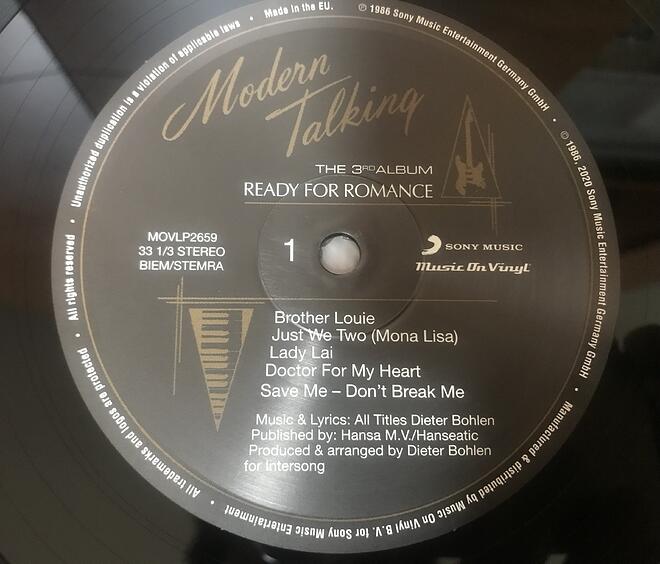 Modern
Talking
THE 3RD ALBUM
READY FOR ROMANCE
MOVLP2659
33 1/3 STEREO
BIEM/STEMRA
1
SONY MUSIC
Music On Vinyl
Brother Louie
Just We Two (Mona Lisa)
Lady Lai
Doctor For My Heart
Save Me – Don't Break Me
Music & Lyrics: All Titles Dieter Bohlen
Published by: Hansa M.V./Hanseatic
Produced & arranged by Dieter Bohlen
for Intersong
℗ 1986 Sony Music Entertainment Germany GmbH • © 1986, 2020 Sony Music Entertainment Germany GmbH • Manufactured & distributed by Music On Vinyl B.V. for Sony Music Entertainment • All trademarks and logos are protected • All rights reserved • Unauthorized duplication is a violation of applicable laws • Made in the EU.